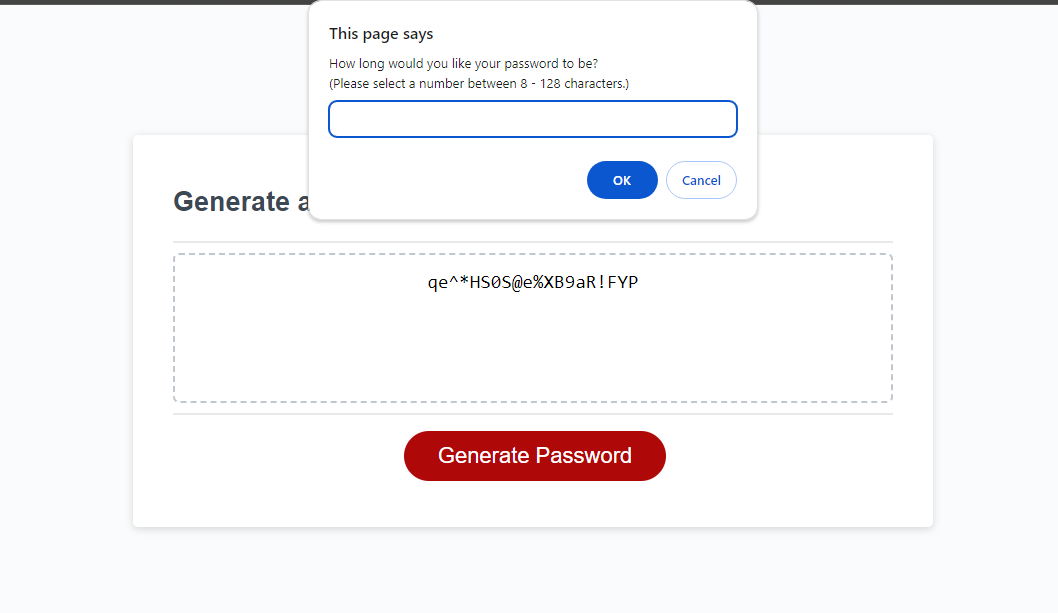 This page says
How long would you like your password to be?
(Please select a number between 8 - 128 characters.)
OK
Cancel
Generate a
qe^*HS0S@e%XB9aR!FYP
Generate Password